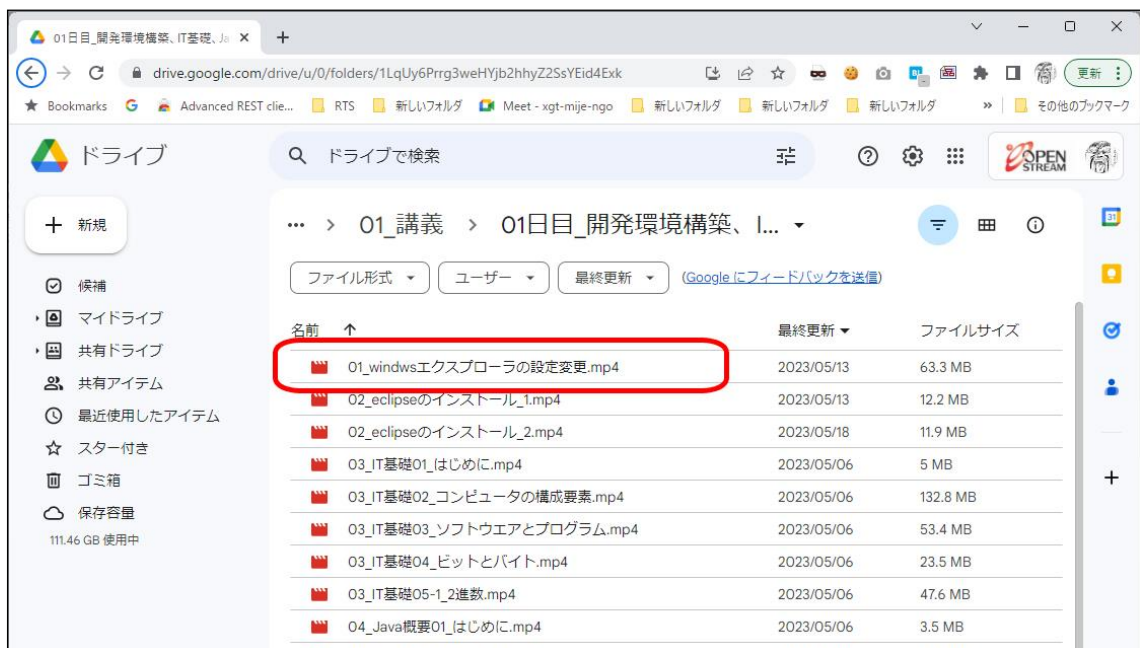 01日目_開発環境構築、IT基礎、Ja
drive.google.com/drive/u/0/folders/1LqUy6Prrg3weHYjb2hhyZ2SsYEid4Exk
更新
Bookmarks Advanced REST clie... RTS 新しいフォルダ Meet - xgt-mije-ngo 新しいフォルダ 新しいフォルダ 新しいフォルダ » その他のブックマーク
ドライブ ドライブで検索 OPEN STREAM
+ 新規 ... > 01_講義 > 01日目_開発環境構築、I... 31
ファイル形式 ユーザー 最終更新 (Google にフィードバックを送信)
候補
マイドライブ
共有ドライブ
共有アイテム
最近使用したアイテム
スター付き
ゴミ箱
保存容量
111.46 GB 使用中
名前 ↑ 最終更新 ファイルサイズ
01_windwsエクスプローラの設定変更.mp4 2023/05/13 63.3 MB
02_eclipseのインストール_1.mp4 2023/05/13 12.2 MB
02_eclipseのインストール_2.mp4 2023/05/18 11.9 MB
03_IT基礎01_はじめに.mp4 2023/05/06 5 MB
03_IT基礎02_コンピュータの構成要素.mp4 2023/05/06 132.8 MB
03_IT基礎03_ソフトウエアとプログラム.mp4 2023/05/06 53.4 MB
03_IT基礎04_ビットとバイト.mp4 2023/05/06 23.5 MB
03_IT基礎05-1_2進数.mp4 2023/05/06 47.6 MB
04_Java概要01_はじめに.mp4 2023/05/06 3.5 MB